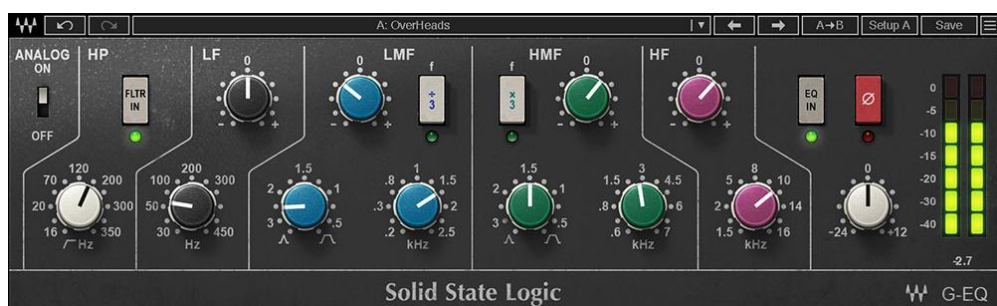 A: OverHeads
A→B
Setup A
Save
ANALOG
ON
OFF
HP
FLTR
IN
LF
0
- +
LMF
0
- +
f
÷
3
f
×
3
HMF
0
- +
HF
0
- +
EQ
IN
Ø
0
-5
-10
-15
-20
-30
-40
-2.7
16 20 70 120 200 300 350
Hz
30 50 100 200 300 450
Hz
3 2 1.5 1 .5
.2 .3 .8 1 1.5 2 2.5
kHz
3 2 1.5 1 .5
.6 .8 1.5 3 4.5 6 7
kHz
1.5 2 5 8 10 14 16
kHz
-24 0 +12
Solid State Logic
G-EQ